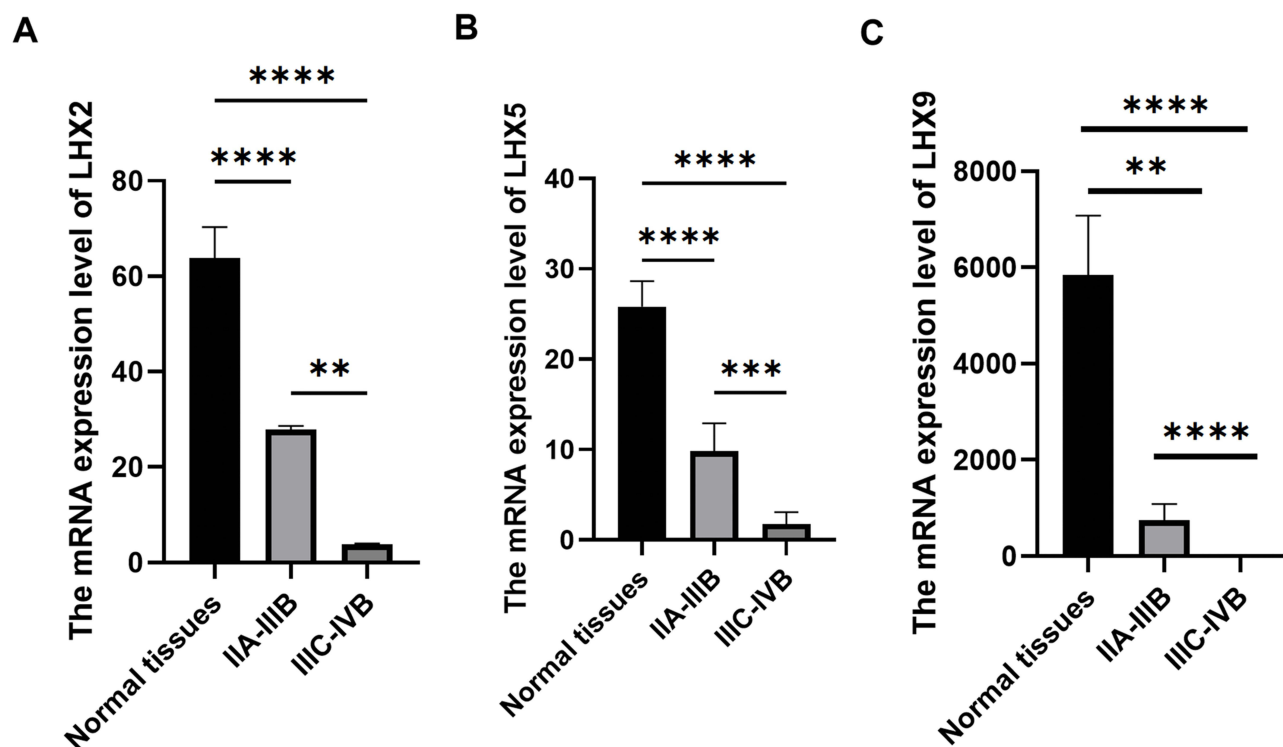 A
The mRNA expression level of LHX2
****
****
**
80
60
40
20
0
Normal tissues
IIA-IIIB
IIIC-IVB
B
The mRNA expression level of LHX5
****
****
***
40
30
20
10
0
Normal tissues
IIA-IIIB
IIIC-IVB
C
The mRNA expression level of LHX9
****
**
****
8000
6000
4000
2000
0
Normal tissues
IIA-IIIB
IIIC-IVB